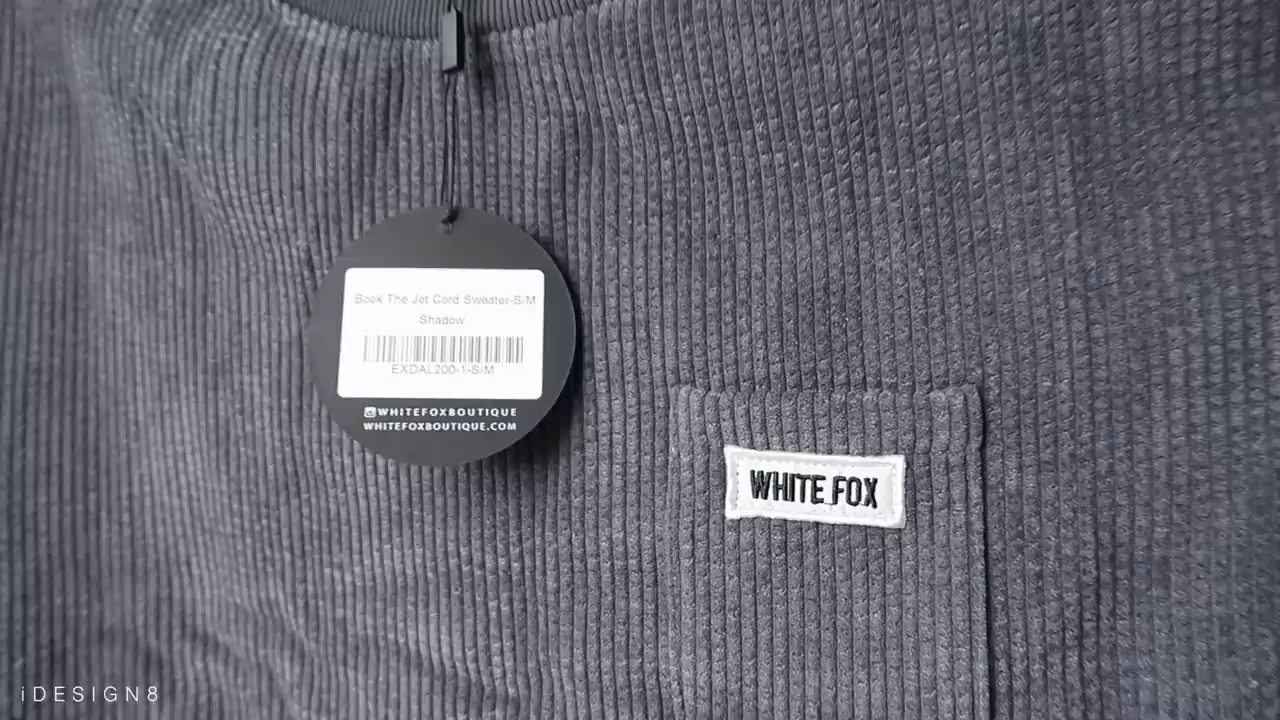 Book The Jet Cord Sweater-S/M
Shadow
EXDAL200-1-S/M
@WHITEFOXBOUTIQUE
WHITEFOXBOUTIQUE.COM
WHITE FOX
iDESIGN8